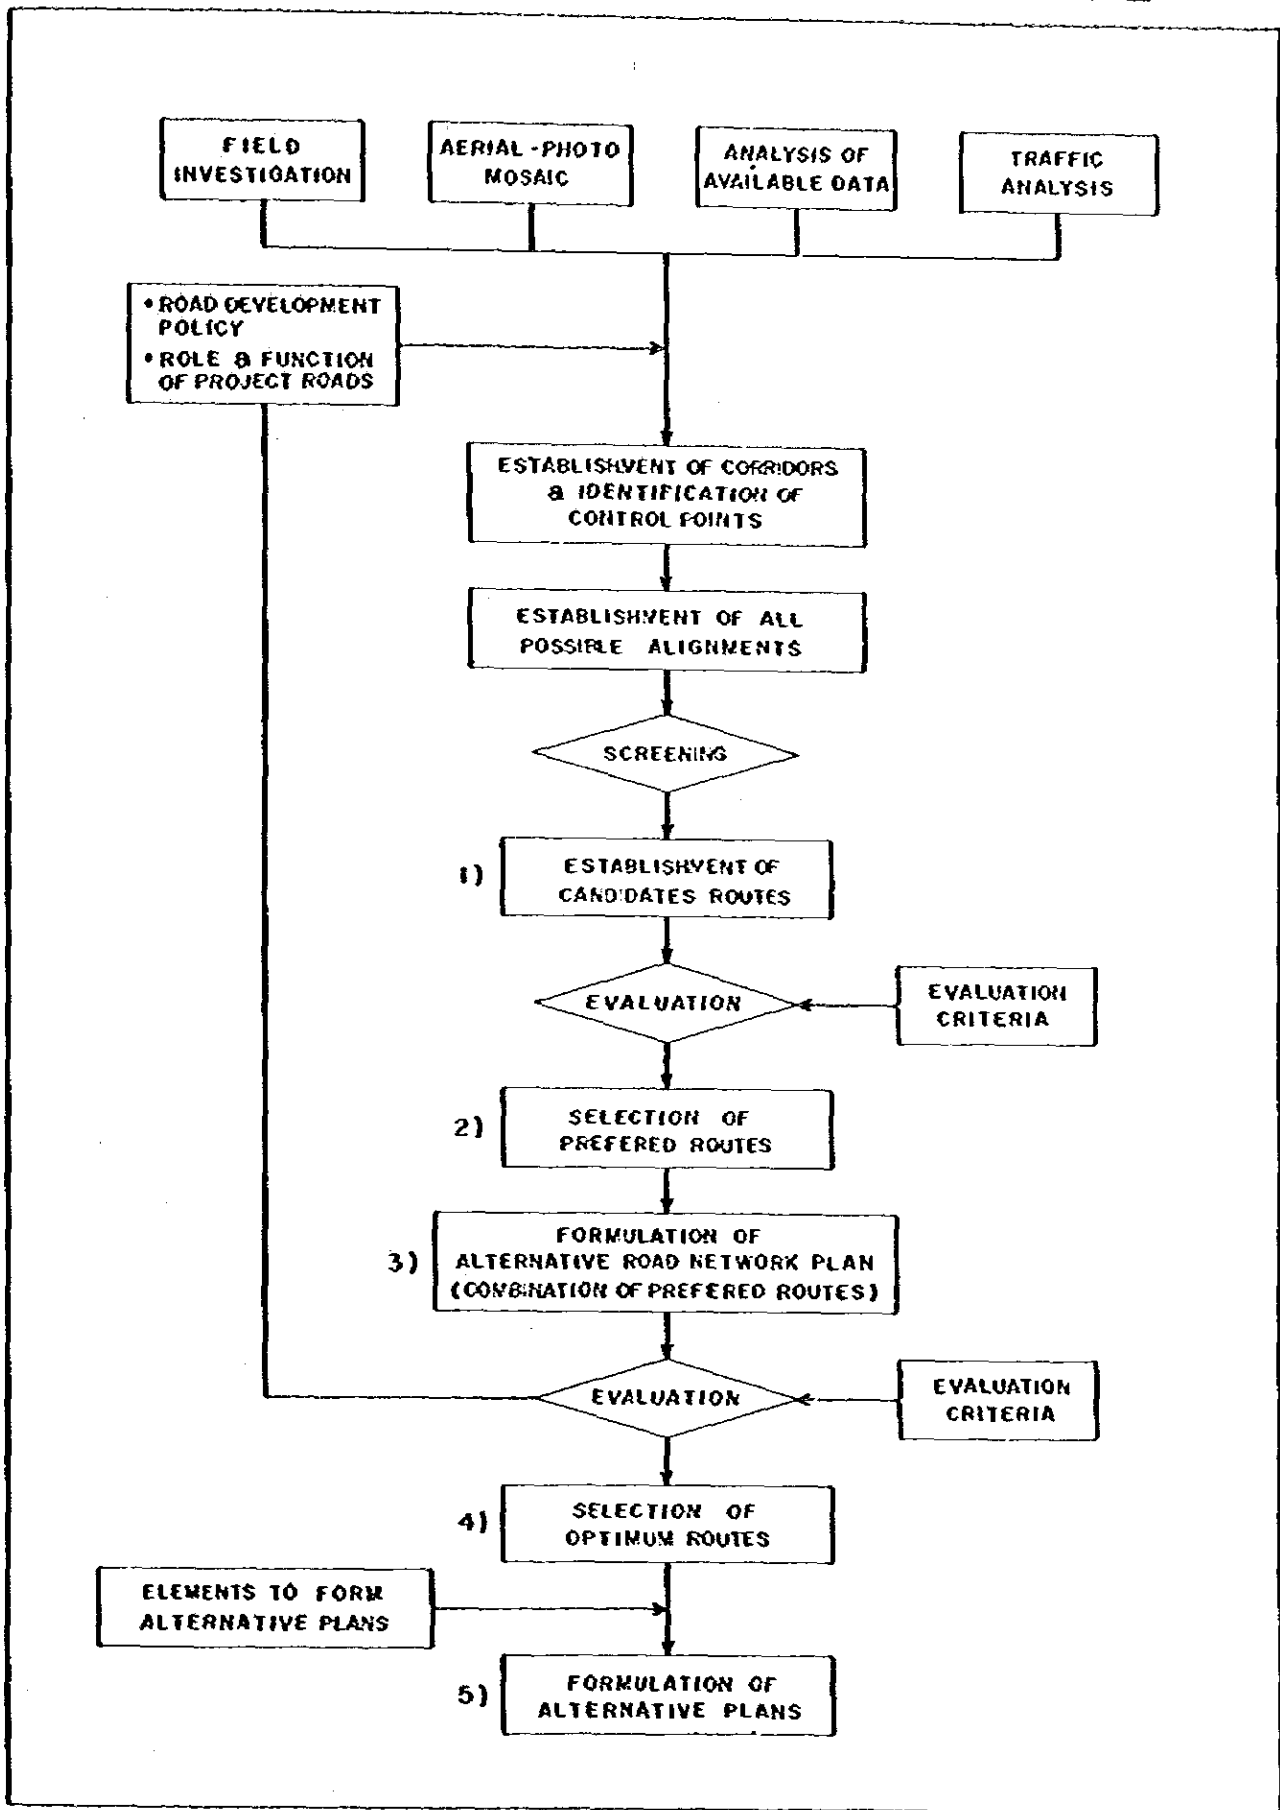 FIELD
INVESTIGATION
AERIAL-PHOTO
MOSAIC
ANALYSIS OF
AVAILABLE DATA
TRAFFIC
ANALYSIS
• ROAD DEVELOPMENT
POLICY
• ROLE & FUNCTION
OF PROJECT ROADS
ESTABLISHMENT OF CORRIDORS
& IDENTIFICATION OF
CONTROL POINTS
ESTABLISHMENT OF ALL
POSSIBLE ALIGNMENTS
SCREENING
1)
ESTABLISHMENT OF
CANDIDATES ROUTES
EVALUATION
EVALUATION
CRITERIA
2)
SELECTION OF
PREFERED ROUTES
3)
FORMULATION OF
ALTERNATIVE ROAD NETWORK PLAN
(COMBINATION OF PREFERED ROUTES)
EVALUATION
EVALUATION
CRITERIA
4)
SELECTION OF
OPTIMUM ROUTES
ELEMENTS TO FORM
ALTERNATIVE PLANS
5)
FORMULATION OF
ALTERNATIVE PLANS